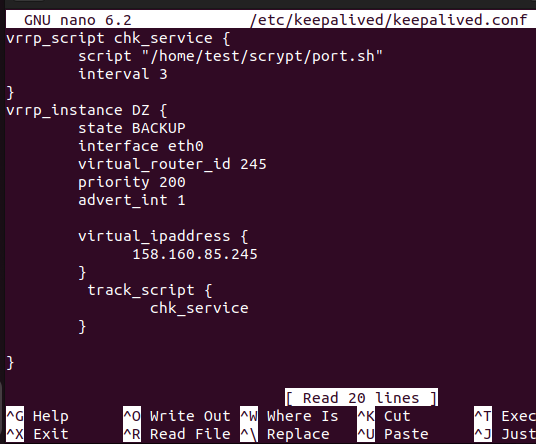 GNU nano 6.2 /etc/keepalived/keepalived.conf
vrrp_script chk_service {
script "/home/test/scrypt/port.sh"
interval 3
}
vrrp_instance DZ {
state BACKUP
interface eth0
virtual_router_id 245
priority 200
advert_int 1
virtual_ipaddress {
158.160.85.245
}
track_script {
chk_service
}
}
[ Read 20 lines ]
^G Help ^O Write Out ^W Where Is ^K Cut ^T Exec
^X Exit ^R Read File ^\ Replace ^U Paste ^J Just